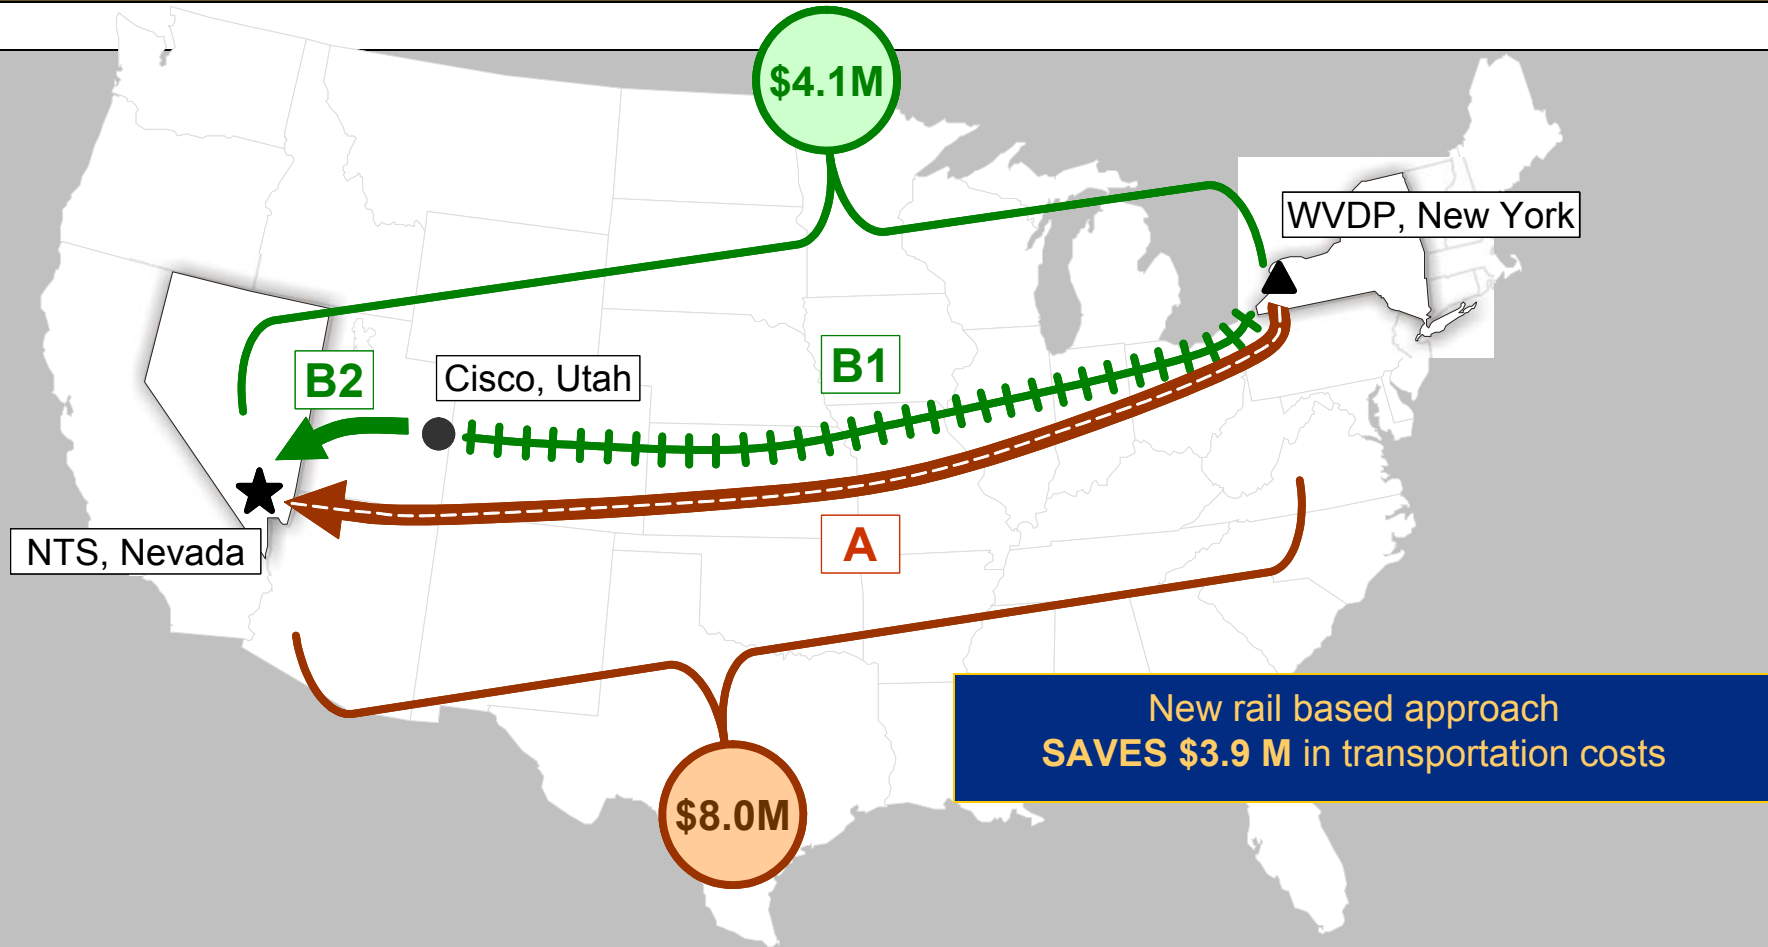 $4.1M
WVDP, New York
B1
B2
Cisco, Utah
A
NTS, Nevada
New rail based approach
SAVES $3.9 M in transportation costs
$8.0M